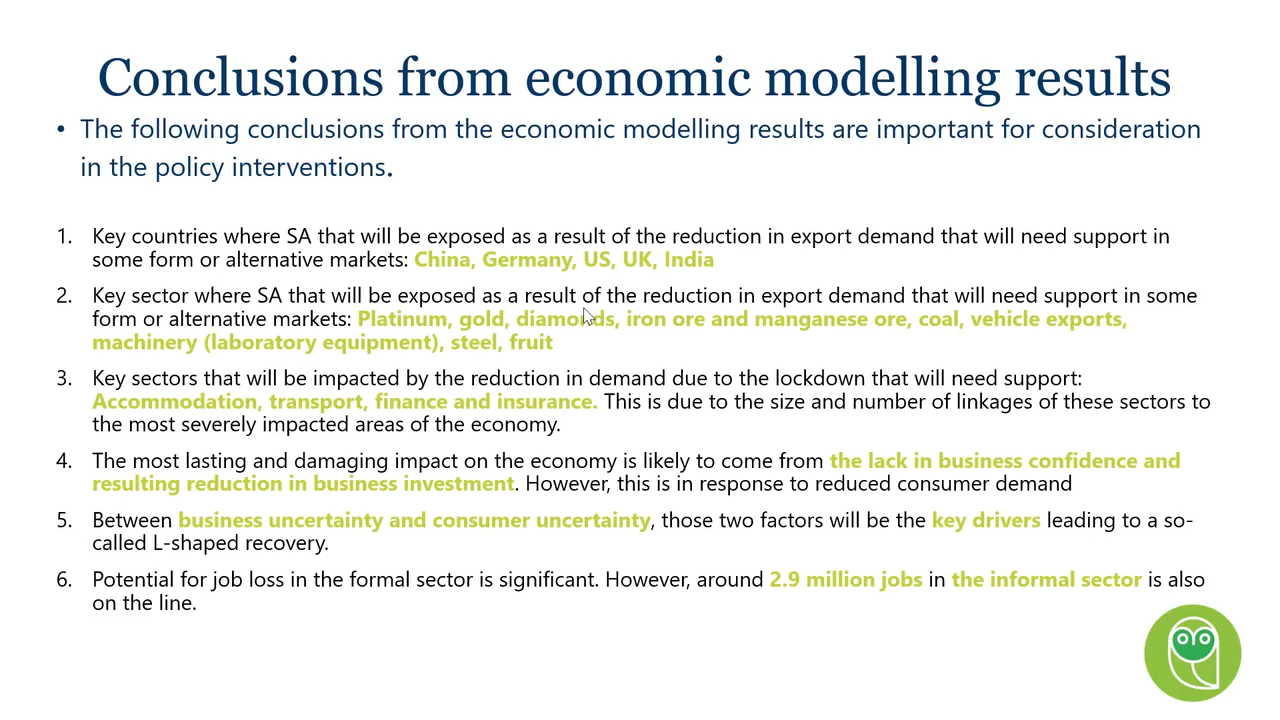 Conclusions from economic modelling results
• The following conclusions from the economic modelling results are important for consideration
in the policy interventions.
1. Key countries where SA that will be exposed as a result of the reduction in export demand that will need support in
some form or alternative markets: China, Germany, US, UK, India
2. Key sector where SA that will be exposed as a result of the reduction in export demand that will need support in some
form or alternative markets: Platinum, gold, diamonds, iron ore and manganese ore, coal, vehicle exports,
machinery (laboratory equipment), steel, fruit
3. Key sectors that will be impacted by the reduction in demand due to the lockdown that will need support:
Accommodation, transport, finance and insurance. This is due to the size and number of linkages of these sectors to
the most severely impacted areas of the economy.
4. The most lasting and damaging impact on the economy is likely to come from the lack in business confidence and
resulting reduction in business investment. However, this is in response to reduced consumer demand
5. Between business uncertainty and consumer uncertainty, those two factors will be the key drivers leading to a so-
called L-shaped recovery.
6. Potential for job loss in the formal sector is significant. However, around 2.9 million jobs in the informal sector is also
on the line.